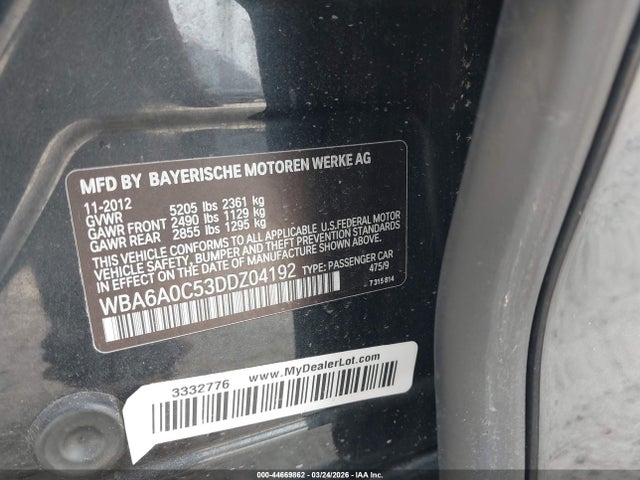 MFD BY BAYERISCHE MOTOREN WERKE AG
11-2012
GVWR 5205 lbs 2361 kg
GAWR FRONT 2490 lbs 1129 kg
GAWR REAR 2855 lbs 1295 kg
THIS VEHICLE CONFORMS TO ALL APPLICABLE U.S.FEDERAL MOTOR
VEHICLE SAFETY, BUMPER AND THEFT PREVENTION STANDARDS
IN EFFECT ON THE DATE OF MANUFACTURE SHOWN ABOVE.
WBA6A0C53DDZ04192 TYPE: PASSENGER CAR
475/9
7 315 814
3332776 www.MyDealerLot.com
000-44669862 - 03/24/2026 - IAA Inc.